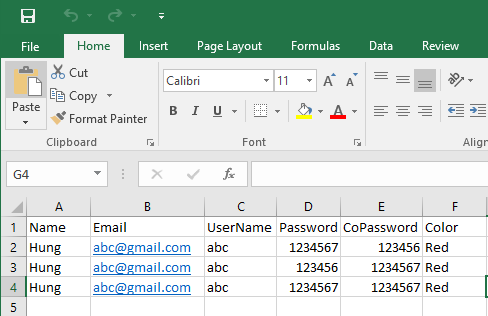 File Home Insert Page Layout Formulas Data Review
Cut
Copy
Paste
Format Painter
Calibri 11
B I U A
Clipboard Font Align
G4 fx
A B C D E F
1 Name Email UserName Password CoPassword Color
2 Hung abc@gmail.com abc 1234567 123456 Red
3 Hung abc@gmail.com abc 123456 1234567 Red
4 Hung abc@gmail.com abc 1234567 1234567 Red
5